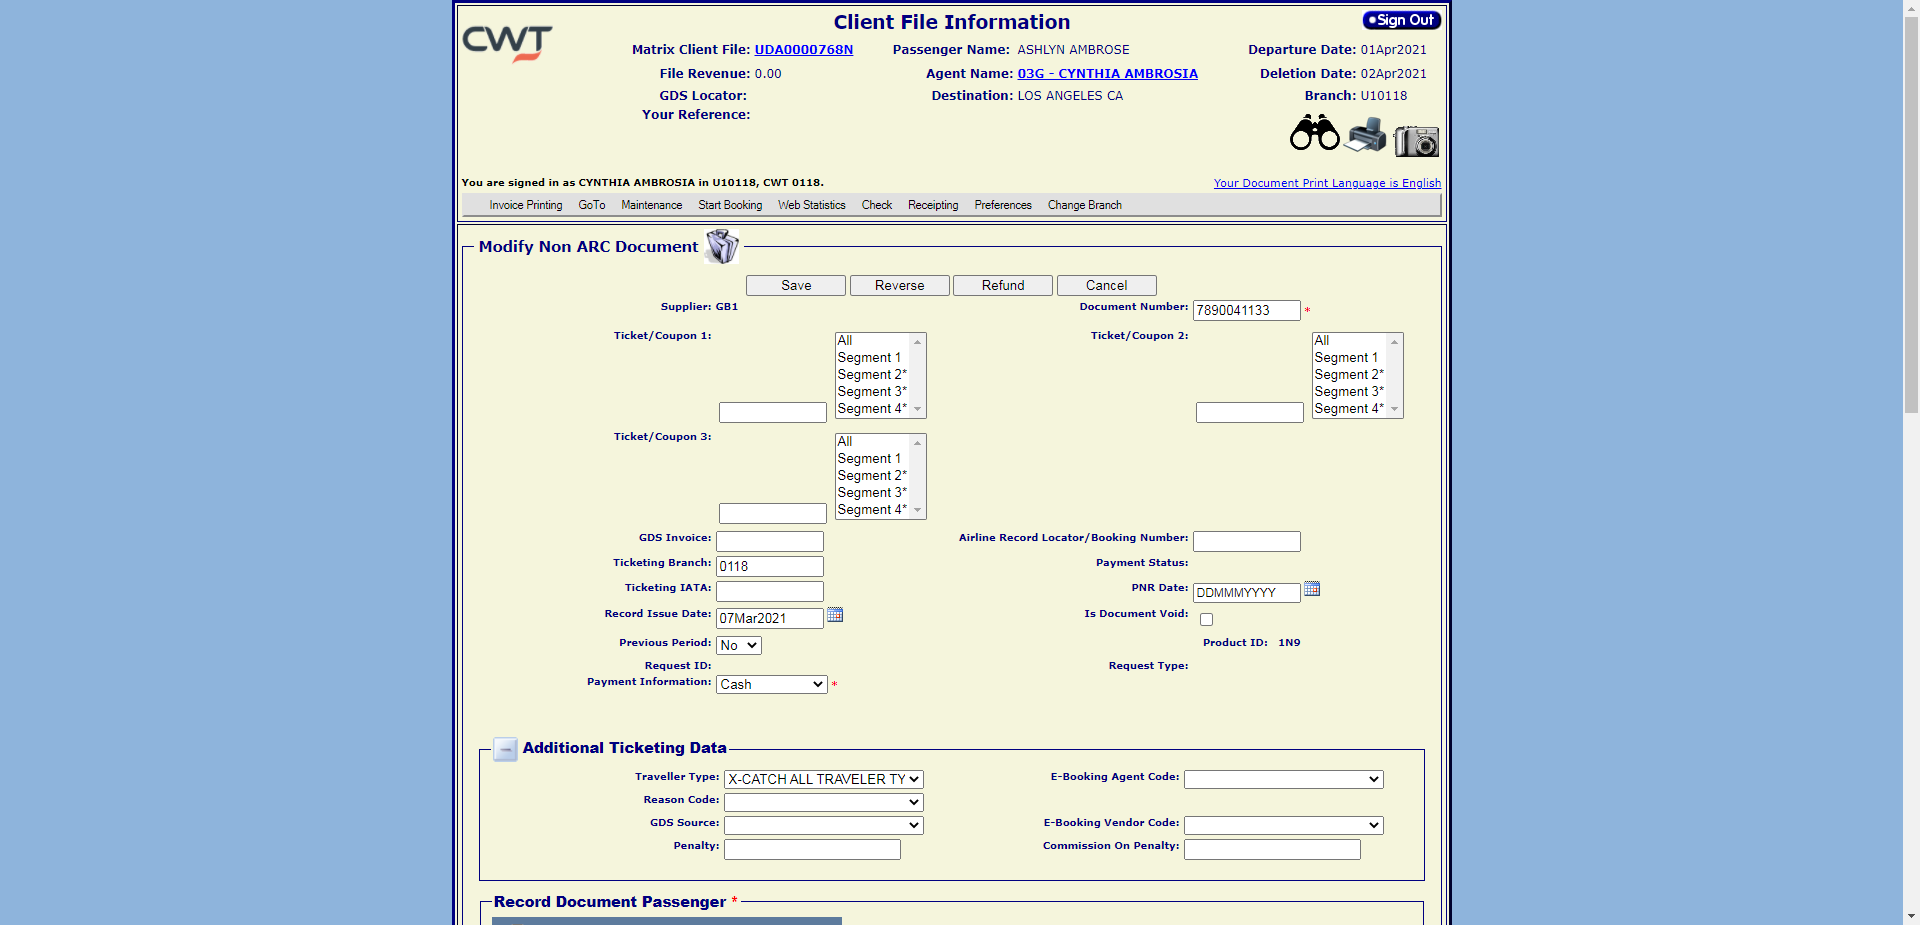 CWT
Client File Information
Sign Out
Matrix Client File: UDA0000768N Passenger Name: ASHLYN AMBROSE Departure Date: 01Apr2021
File Revenue: 0.00 Agent Name: 03G - CYNTHIA AMBROSIA Deletion Date: 02Apr2021
GDS Locator: Destination: LOS ANGELES CA Branch: U10118
Your Reference:
You are signed in as CYNTHIA AMBROSIA in U10118, CWT 0118. Your Document Print Language is English
Invoice Printing GoTo Maintenance Start Booking Web Statistics Check Receipting Preferences Change Branch
Modify Non ARC Document
Save Reverse Refund Cancel
Supplier: GB1 Document Number: 7890041133 *
Ticket/Coupon 1: All Ticket/Coupon 2: All
Segment 1 Segment 1
Segment 2* Segment 2*
Segment 3* Segment 3*
Segment 4* Segment 4*
Ticket/Coupon 3: All
Segment 1
Segment 2*
Segment 3*
Segment 4*
GDS Invoice: Airline Record Locator/Booking Number:
Ticketing Branch: 0118 Payment Status:
Ticketing IATA: PNR Date: DDMMMYYYY
Record Issue Date: 07Mar2021 Is Document Void:
Previous Period: No Product ID: 1N9
Request ID: Request Type:
Payment Information: Cash *
Additional Ticketing Data
Traveller Type: X-CATCH ALL TRAVELER TY E-Booking Agent Code:
Reason Code:
GDS Source: E-Booking Vendor Code:
Penalty: Commission On Penalty:
Record Document Passenger *